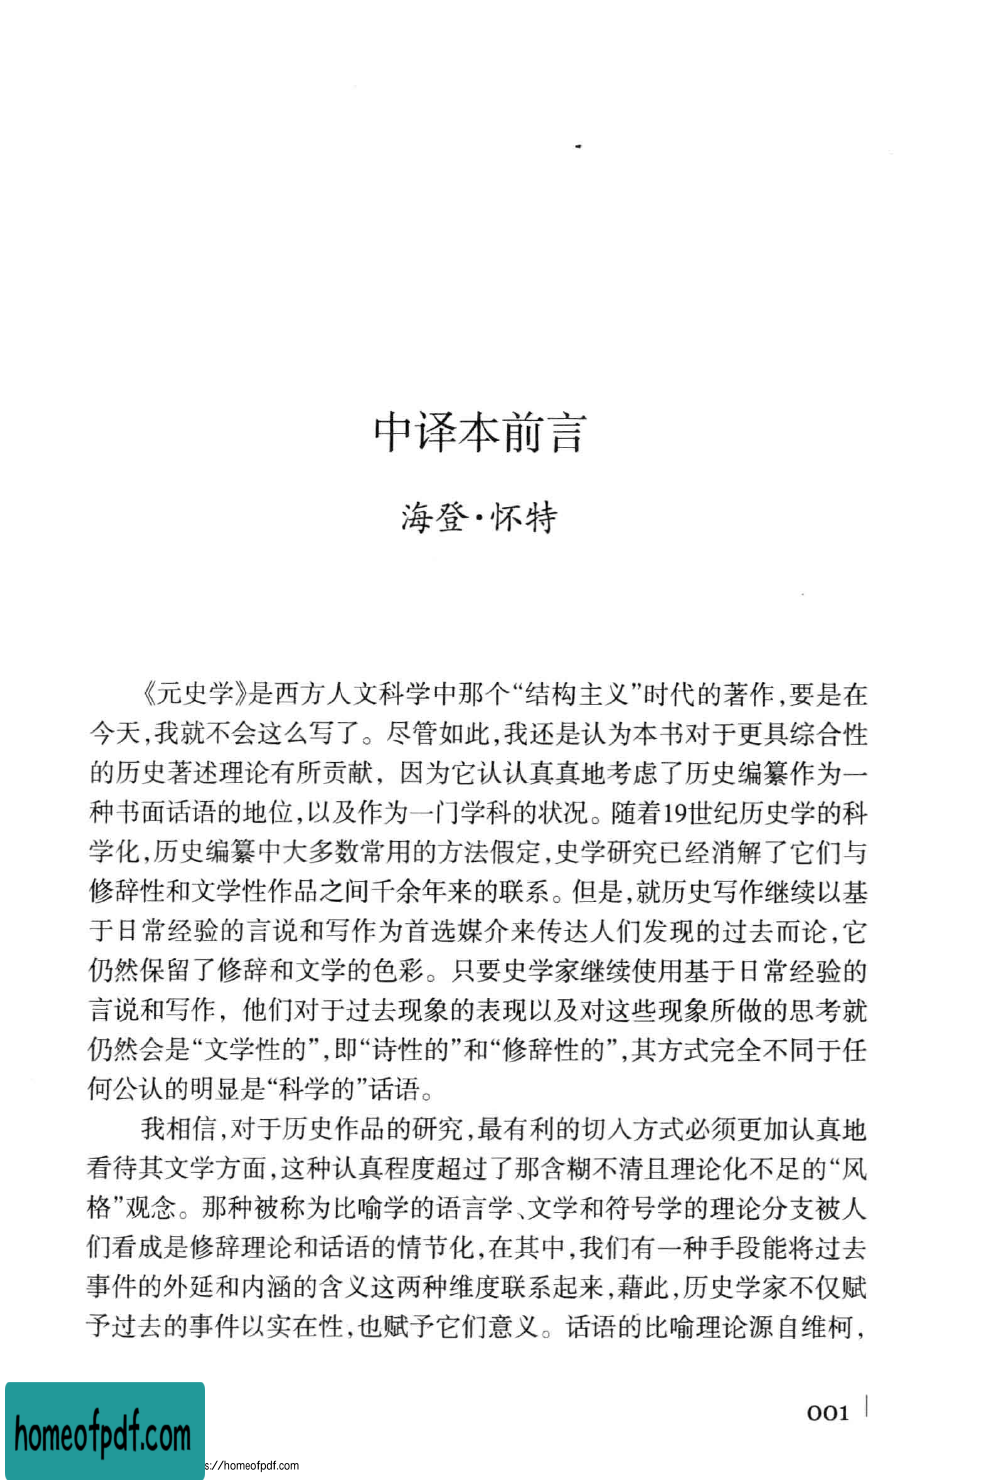 中译本前言
海登·怀特
《元史学》是西方人文科学中那个“结构主义”时代的著作,要是在
今天,我就不会这么写了。尽管如此,我还是认为本书对于更具综合性
的历史著述理论有所贡献，因为它认认真真地考虑了历史编纂作为一
种书面话语的地位,以及作为一门学科的状况。随着19世纪历史学的科
学化,历史编纂中大多数常用的方法假定,史学研究已经消解了它们与
修辞性和文学性作品之间千余年来的联系。但是,就历史写作继续以基
于日常经验的言说和写作为首选媒介来传达人们发现的过去而论,它
仍然保留了修辞和文学的色彩。只要史学家继续使用基于日常经验的
言说和写作，他们对于过去现象的表现以及对这些现象所做的思考就
仍然会是“文学性的”,即“诗性的”和“修辞性的”,其方式完全不同于任
何公认的明显是“科学的”话语。
我相信,对于历史作品的研究,最有利的切入方式必须更加认真地
看待其文学方面,这种认真程度超过了那含糊不清且理论化不足的“风
格”观念。那种被称为比喻学的语言学、文学和符号学的理论分支被人
们看成是修辞理论和话语的情节化,在其中,我们有一种手段能将过去
事件的外延和内涵的含义这两种维度联系起来,藉此,历史学家不仅赋
予过去的事件以实在性,也赋予它们意义。话语的比喻理论源自维柯,
001
homeofpdf.com
s://homeofpdf.com